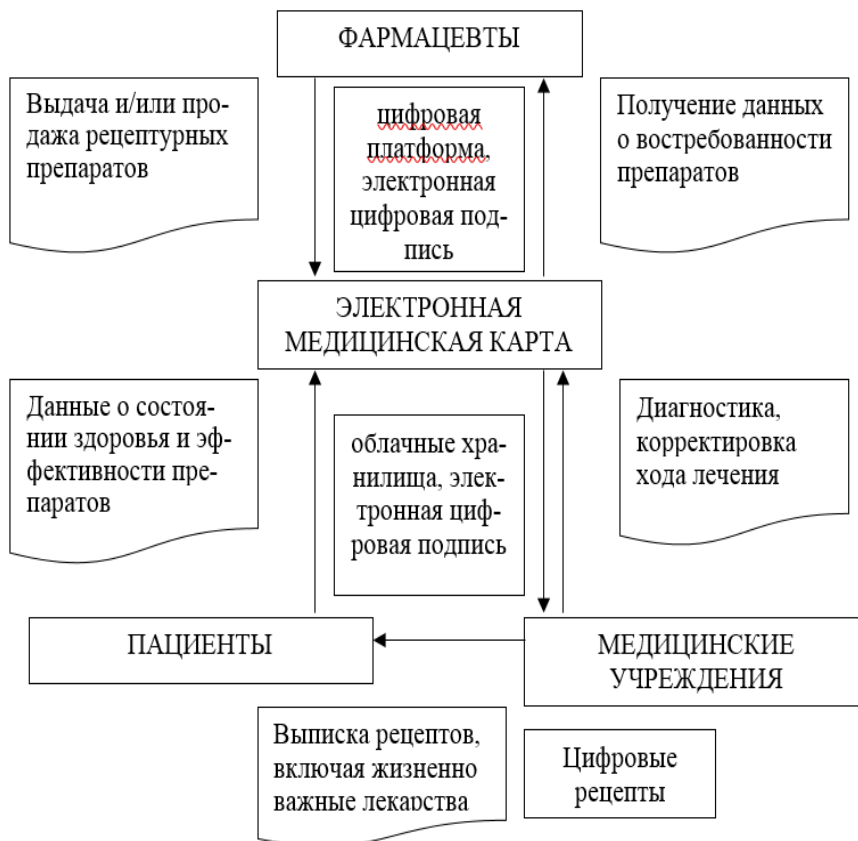 ФАРМАЦЕВТЫ
Выдача и/или про-
дажа рецептурных
препаратов
цифровая
платформа,
электронная
цифровая под-
пись
Получение данных
о востребованности
препаратов
ЭЛЕКТРОННАЯ
МЕДИЦИНСКАЯ КАРТА
Данные о состоя-
нии здоровья и эф-
фективности пре-
паратов
облачные хра-
нилища, элек-
тронная циф-
ровая подпись
Диагностика,
корректировка
хода лечения
ПАЦИЕНТЫ
МЕДИЦИНСКИЕ
УЧРЕЖДЕНИЯ
Выписка рецептов,
включая жизненно
важные лекарства
Цифровые
рецепты